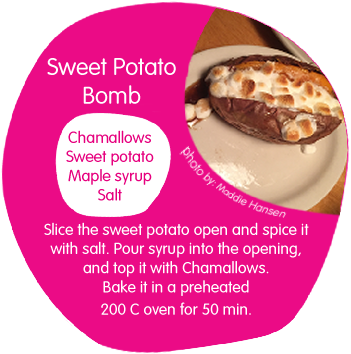 Sweet Potato
Bomb
Chamallows
Sweet potato
Maple syrup
Salt
photo by: Maddie Hansen
Slice the sweet potato open and spice it
with salt. Pour syrup into the opening,
and top it with Chamallows.
Bake it in a preheated
200 C oven for 50 min.